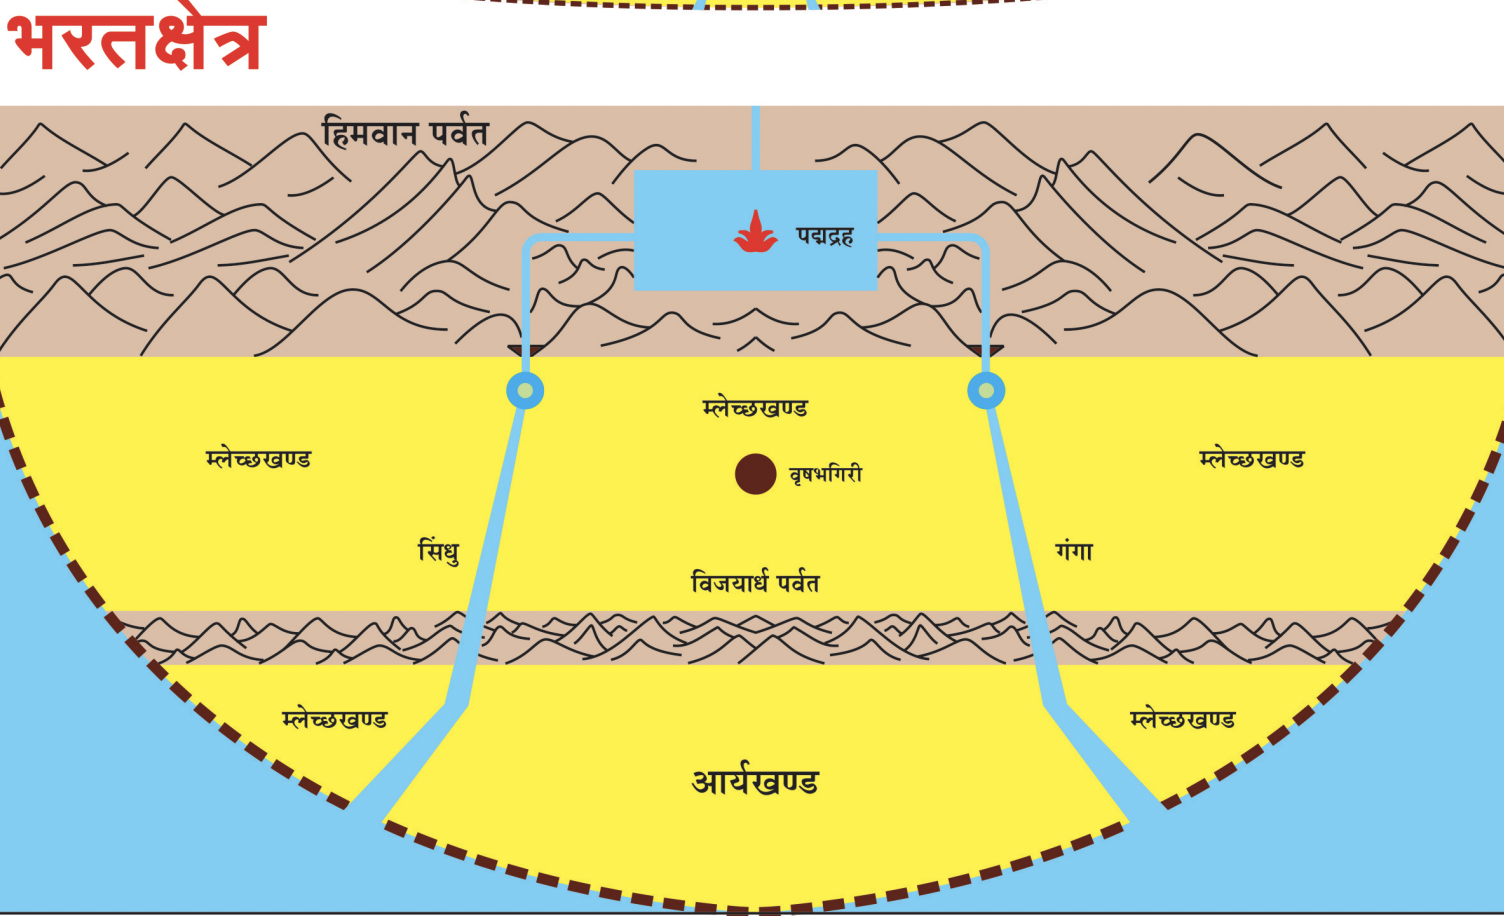 भरतक्षेत्र
हिमवान पर्वत
पद्मद्रह
म्लेच्छखण्ड
म्लेच्छखण्ड
म्लेच्छखण्ड
वृषभगिरी
सिंधु
गंगा
विजयार्ध पर्वत
म्लेच्छखण्ड
म्लेच्छखण्ड
आर्यखण्ड